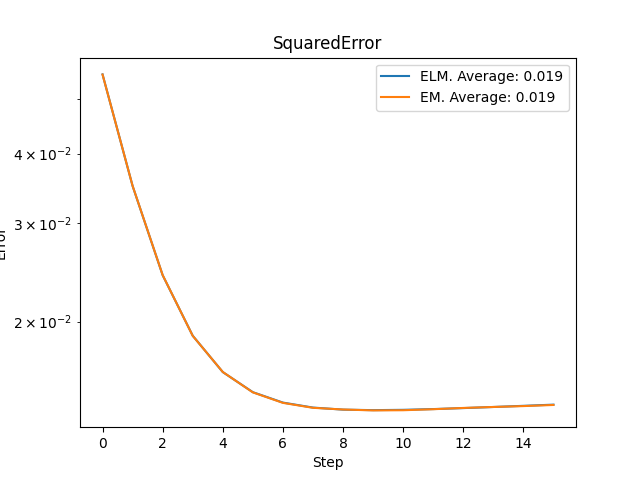 SquaredError
ELM. Average: 0.019
EM. Average: 0.019
4 × 10⁻²
3 × 10⁻²
2 × 10⁻²
Error
0 2 4 6 8 10 12 14
Step